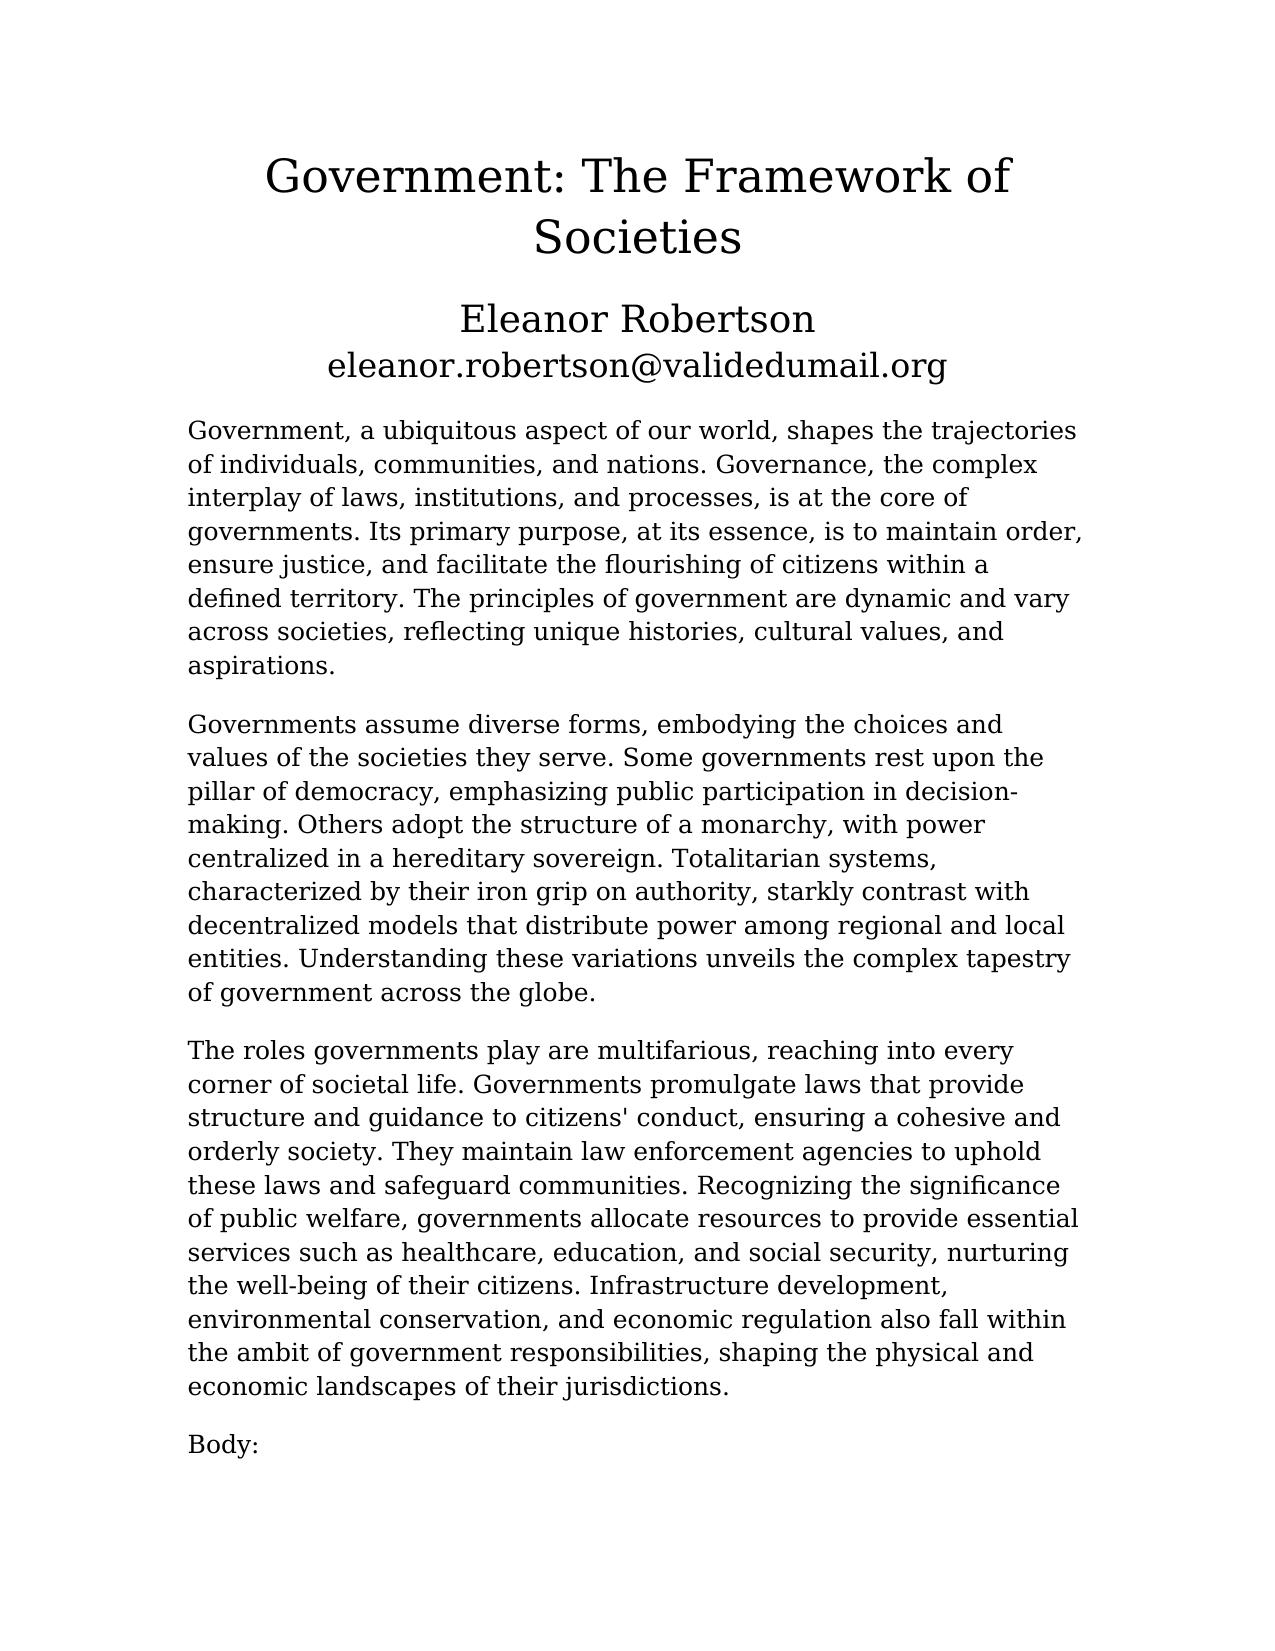 Government: The Framework of
Societies
Eleanor Robertson
eleanor.robertson@validedumail.org
Government, a ubiquitous aspect of our world, shapes the trajectories
of individuals, communities, and nations. Governance, the complex
interplay of laws, institutions, and processes, is at the core of
governments. Its primary purpose, at its essence, is to maintain order,
ensure justice, and facilitate the flourishing of citizens within a
defined territory. The principles of government are dynamic and vary
across societies, reflecting unique histories, cultural values, and
aspirations.
Governments assume diverse forms, embodying the choices and
values of the societies they serve. Some governments rest upon the
pillar of democracy, emphasizing public participation in decision-
making. Others adopt the structure of a monarchy, with power
centralized in a hereditary sovereign. Totalitarian systems,
characterized by their iron grip on authority, starkly contrast with
decentralized models that distribute power among regional and local
entities. Understanding these variations unveils the complex tapestry
of government across the globe.
The roles governments play are multifarious, reaching into every
corner of societal life. Governments promulgate laws that provide
structure and guidance to citizens' conduct, ensuring a cohesive and
orderly society. They maintain law enforcement agencies to uphold
these laws and safeguard communities. Recognizing the significance
of public welfare, governments allocate resources to provide essential
services such as healthcare, education, and social security, nurturing
the well-being of their citizens. Infrastructure development,
environmental conservation, and economic regulation also fall within
the ambit of government responsibilities, shaping the physical and
economic landscapes of their jurisdictions.
Body: